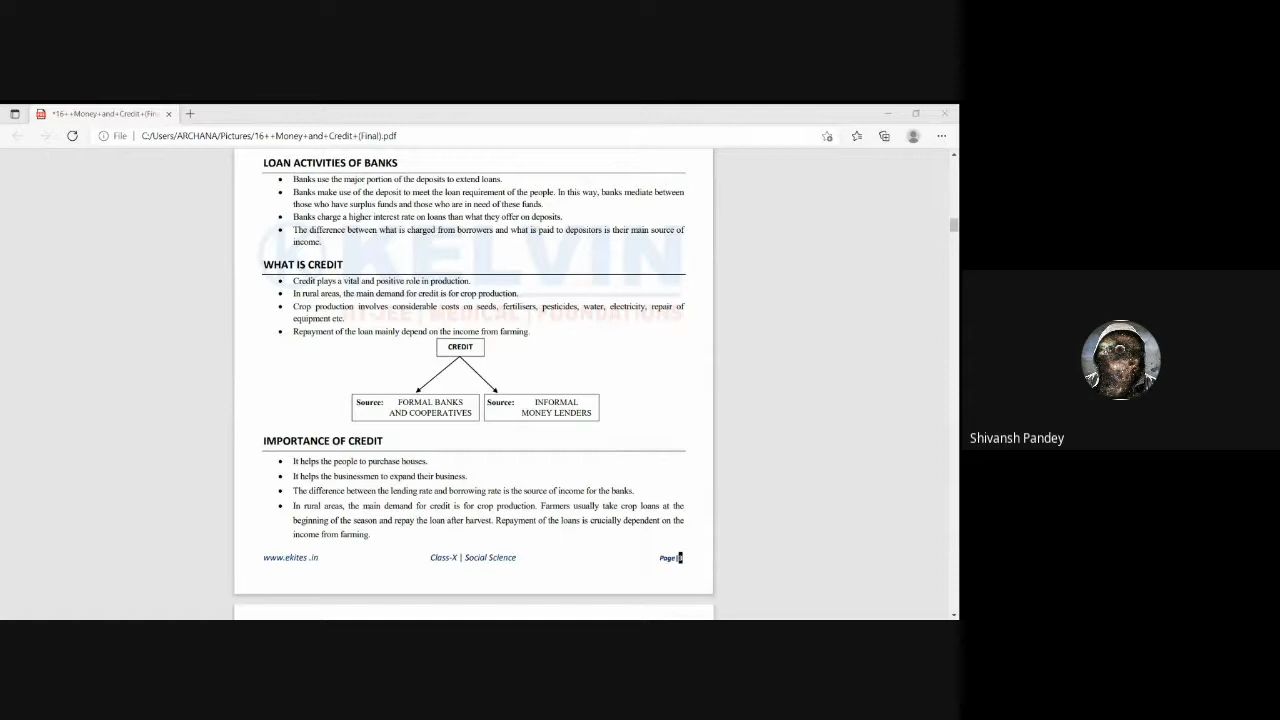 *16++Money+and+Credit+(Fin
File | C:/Users/ARCHANA/Pictures/16++Money+and+Credit+(Final).pdf
LOAN ACTIVITIES OF BANKS
• Banks use the major portion of the deposits to extend loans.
• Banks make use of the deposit to meet the loan requirement of the people. In this way, banks mediate between
those who have surplus funds and those who are in need of these funds.
• Banks charge a higher interest rate on loans than what they offer on deposits.
• The difference between what is charged from borrowers and what is paid to depositors is their main source of
income.
KELVIN
IIT-JEE | MEDICAL | FOUNDATIONS
WHAT IS CREDIT
• Credit plays a vital and positive role in production.
• In rural areas, the main demand for credit is for crop production.
• Crop production involves considerable costs on seeds, fertilisers, pesticides, water, electricity, repair of
equipment etc.
• Repayment of the loan mainly depend on the income from farming.
CREDIT
Source: FORMAL BANKS
AND COOPERATIVES
Source: INFORMAL
MONEY LENDERS
IMPORTANCE OF CREDIT
• It helps the people to purchase houses.
• It helps the businessmen to expand their business.
• The difference between the lending rate and borrowing rate is the source of income for the banks.
• In rural areas, the main demand for credit is for crop production. Farmers usually take crop loans at the
beginning of the season and repay the loan after harvest. Repayment of the loans is crucially dependent on the
income from farming.
www.ekites .in Class-X | Social Science Page |
Shivansh Pandey